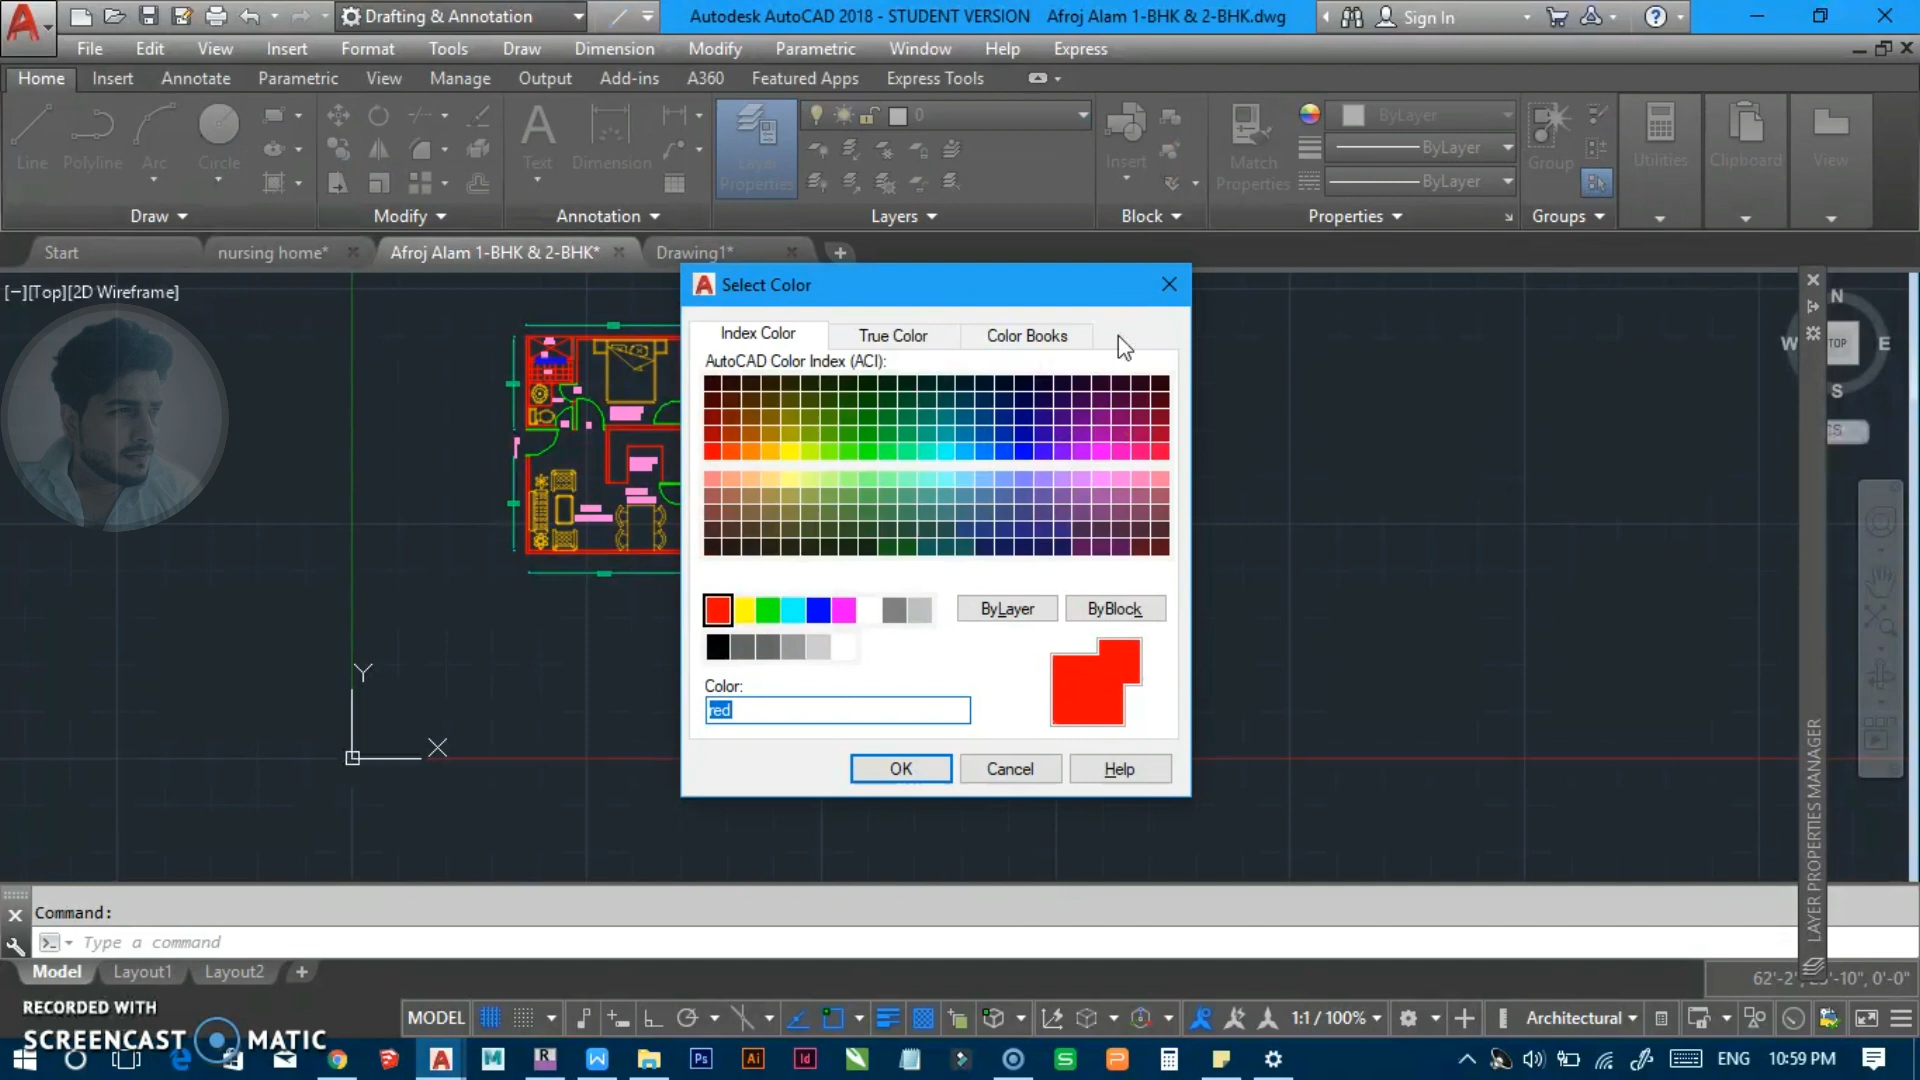 Drafting & Annotation
Autodesk AutoCAD 2018 - STUDENT VERSION Afroj Alam 1-BHK & 2-BHK.dwg
Sign In
File Edit View Insert Format Tools Draw Dimension Modify Parametric Window Help Express
Home Insert Annotate Parametric View Manage Output Add-ins A360 Featured Apps Express Tools
0
ByLayer
Line Polyline Arc Circle
Text Dimension
Layer
Properties
Insert
Match
Properties
ByLayer
ByLayer
Group
Utilities
Clipboard
View
Draw Modify Annotation Layers Block Properties Groups
Start nursing home* Afroj Alam 1-BHK & 2-BHK* Drawing1*
[−][Top][2D Wireframe]
Select Color
Index Color True Color Color Books
AutoCAD Color Index (ACI):
ByLayer ByBlock
Color:
red
OK Cancel Help
N
W TOP E
S
Y
X
LAYER PROPERTIES MANAGER
Command:
Type a command
Model Layout1 Layout2
RECORDED WITH
SCREENCAST MATIC
MODEL
1:1 / 100%
Architectural
Ps Ai Id
ENG 10:59 PM